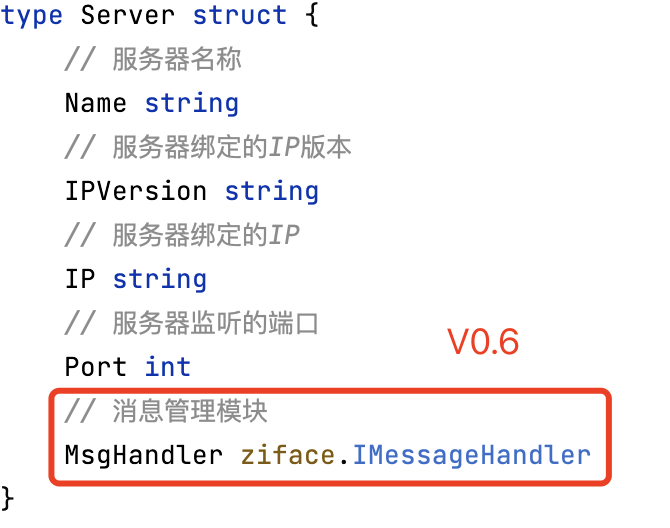 type Server struct {
// 服务器名称
Name string
// 服务器绑定的IP版本
IPVersion string
// 服务器绑定的IP
IP string
// 服务器监听的端口
V0.6
Port int
// 消息管理模块
MsgHandler ziface.IMessageHandler
}